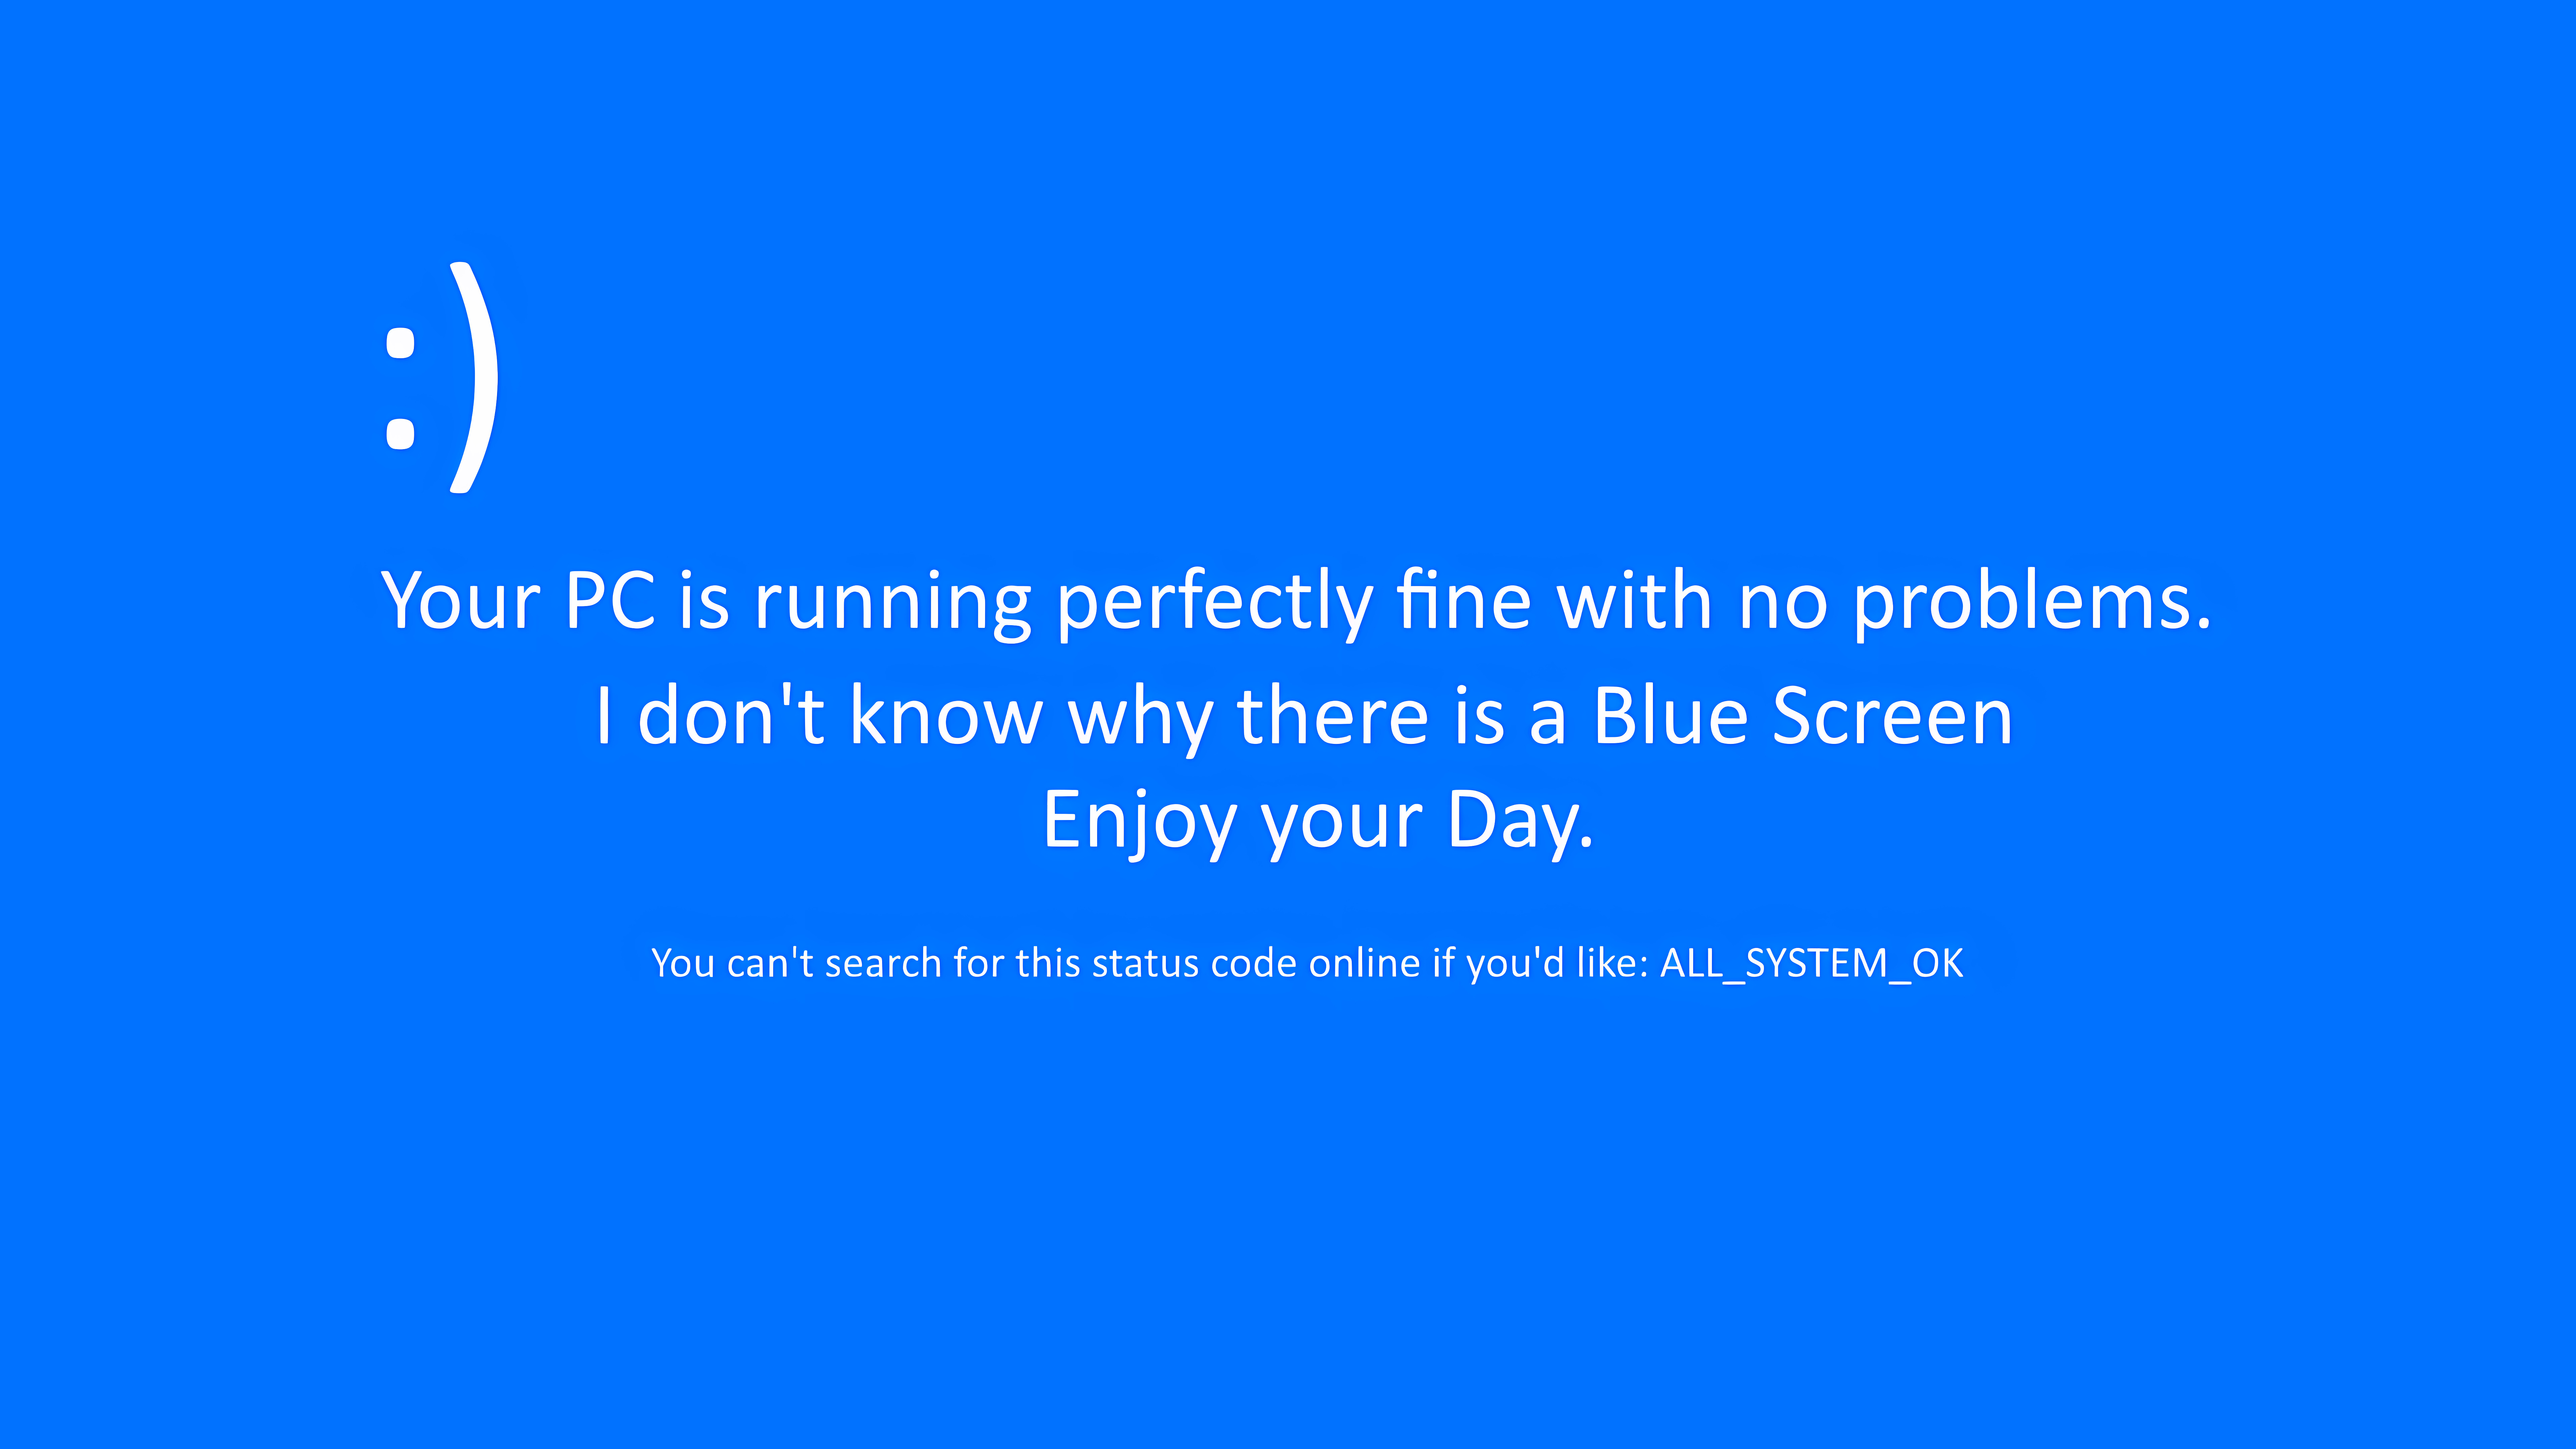 :)
Your PC is running perfectly fine with no problems.
I don't know why there is a Blue Screen
Enjoy your Day.
You can't search for this status code online if you'd like: ALL_SYSTEM_OK